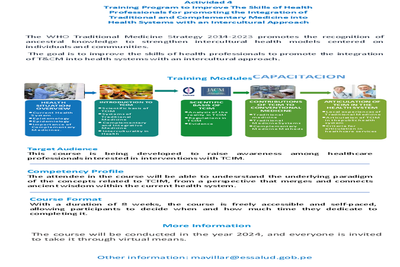 Actividad 4
Training Program to Improve The Skills of Health
Professionals for promoting the Integration of
Traditional and Complementary Medicine into
Health Systems with an Intercultural Approach
The WHO Traditional Medicine Strategy 2014-2023 promotes the recognition of
ancestral knowledge to strengthen intercultural health models centered on
individuals and communities.
The goal is to improve the skills of health professionals to promote the integration
of T&CM into health systems with an intercultural approach.
Training Modules CAPACITACION
HEALTH
SITUATION
OVERVIEW
INTRODUCTION TO
TCIM
SCIENTIFIC
BASIS OF
TCIM
CONTRIBUTIONS
OF TCIM TO
CONVENTIONAL
MEDICINE
ARTICULATION OF
TCIM IN THE
HEALTH SYSTEM
Target Audience
This course is being developed to raise awareness among healthcare
professionals interested in interventions with TCIM.
Competency Profile
The attendee in the course will be able to understand the underlying paradigm
of the concepts related to TCIM, from a perspective that merges and connects
ancient wisdom within the current health system.
Course Format
With a duration of 8 weeks, the course is freely accessible and self-paced,
allowing participants to decide when and how much time they dedicate to
completing it.
More Information
The course will be conducted in the year 2024, and everyone is invited
to take it through virtual means.
Other information: mavillar@essalud.gob.pe